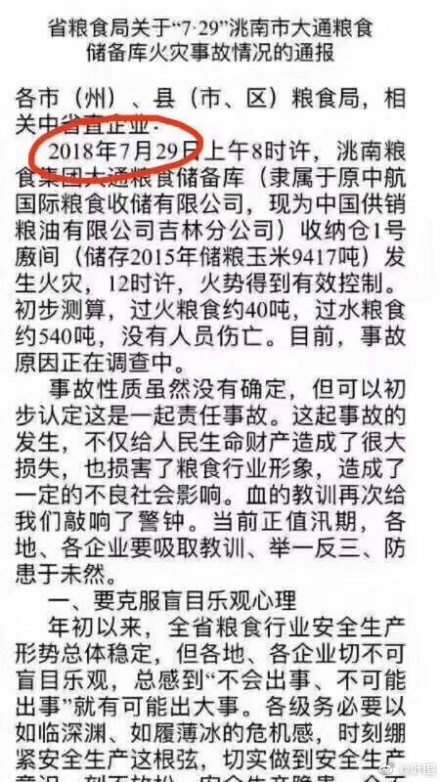 省粮食局关于“7·29”洮南市大通粮食
储备库火灾事故情况的通报
各市（州）、县（市、区）粮食局，相
关中省直企业：
2018年7月29日上午8时许，洮南粮
食集团大通粮食储备库（隶属于原中航
国际粮食收储有限公司，现为中国供销
粮油有限公司吉林分公司）收纳仓1号
廒间（储存2015年储粮玉米9417吨）发
生火灾，12时许，火势得到有效控制。
初步测算，过火粮食约40吨，过水粮食
约540吨，没有人员伤亡。目前，事故
原因正在调查中。
事故性质虽然没有确定，但可以初
步认定这是一起责任事故。这起事故的
发生，不仅给人民生命财产造成了很大
损失，也损害了粮食行业形象，造成了
一定的不良社会影响。血的教训再次给
我们敲响了警钟。当前正值汛期，各
地、各企业要吸取教训、举一反三、防
患于未然。
一、要克服盲目乐观心理
年初以来，全省粮食行业安全生产
形势总体稳定，但各地、各企业切不可
盲目乐观，总感到“不会出事、不可能
出事”就有可能出大事。各级务必要以
如临深渊、如履薄冰的危机感，时刻绷
紧安全生产这根弦，切实做到安全生产